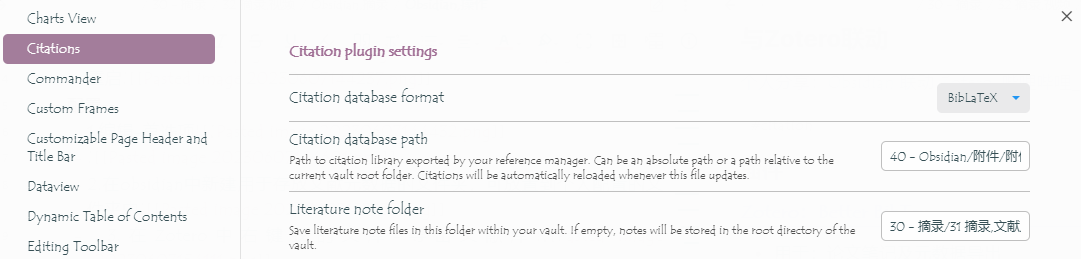 Charts View
Citations
Commander
Custom Frames
Customizable Page Header and
Title Bar
Dataview
Dynamic Table of Contents
Editing Toolbar
Citation plugin settings
Citation database format
BibLaTeX
Citation database path
Path to citation library exported by your reference manager. Can be an absolute path or a path relative to the
current vault root folder. Citations will be automatically reloaded whenever this file updates.
40 - Obsidian/附件/附
Literature note folder
Save literature note files in this folder within your vault. If empty, notes will be stored in the root directory of the
vault.
30 - 摘录/31 摘录,文献